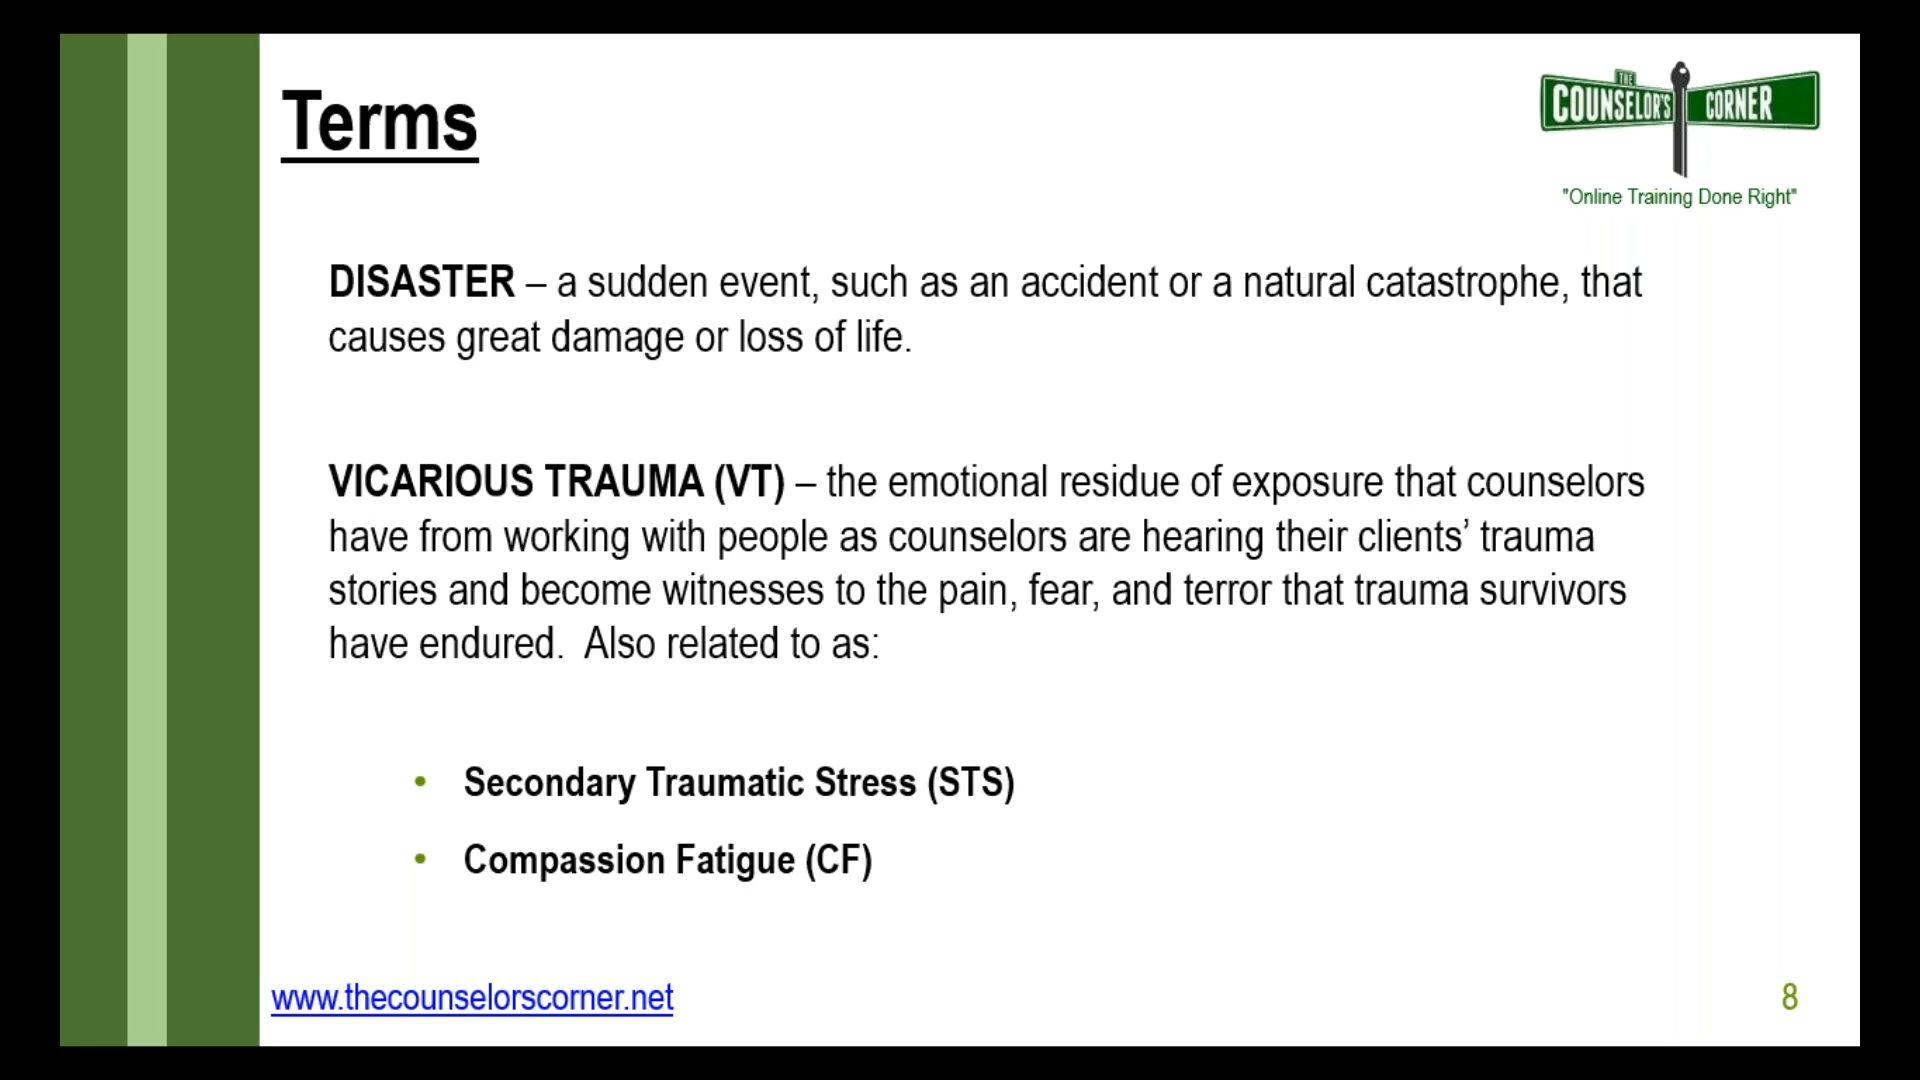 Terms
THE
COUNSELOR'S CORNER
"Online Training Done Right"
DISASTER – a sudden event, such as an accident or a natural catastrophe, that
causes great damage or loss of life.
VICARIOUS TRAUMA (VT) – the emotional residue of exposure that counselors
have from working with people as counselors are hearing their clients’ trauma
stories and become witnesses to the pain, fear, and terror that trauma survivors
have endured.  Also related to as:
• Secondary Traumatic Stress (STS)
• Compassion Fatigue (CF)
www.thecounselorscorner.net
8